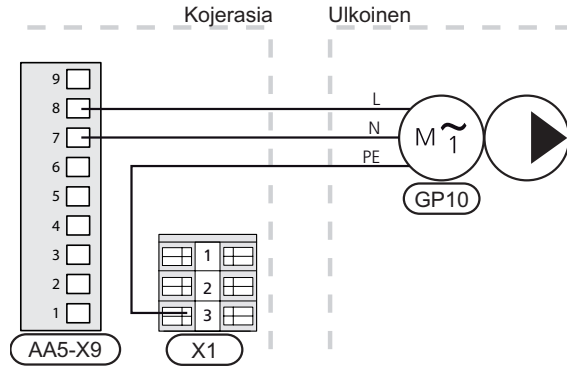 Kojerasia Ulkoinen
9
8 L
7 N
6 PE
5
4
3
2
1
M ~ 1
GP10
1
2
3
AA5-X9 X1